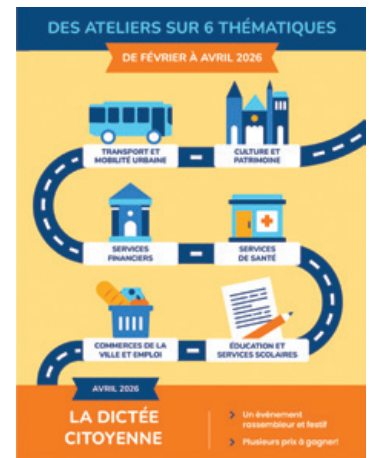 DES ATELIERS SUR 6 THÉMATIQUES
DE FÉVRIER À AVRIL 2026
TRANSPORT ET
MOBILITÉ URBAINE
CULTURE ET
PATRIMOINE
SERVICES
FINANCIERS
SERVICES
DE SANTÉ
COMMERCES DE LA
VILLE ET EMPLOI
ÉDUCATION ET
SERVICES SCOLAIRES
AVRIL 2026
LA DICTÉE
CITOYENNE
Un événement
rassembleur et festif
Plusieurs prix à gagner!